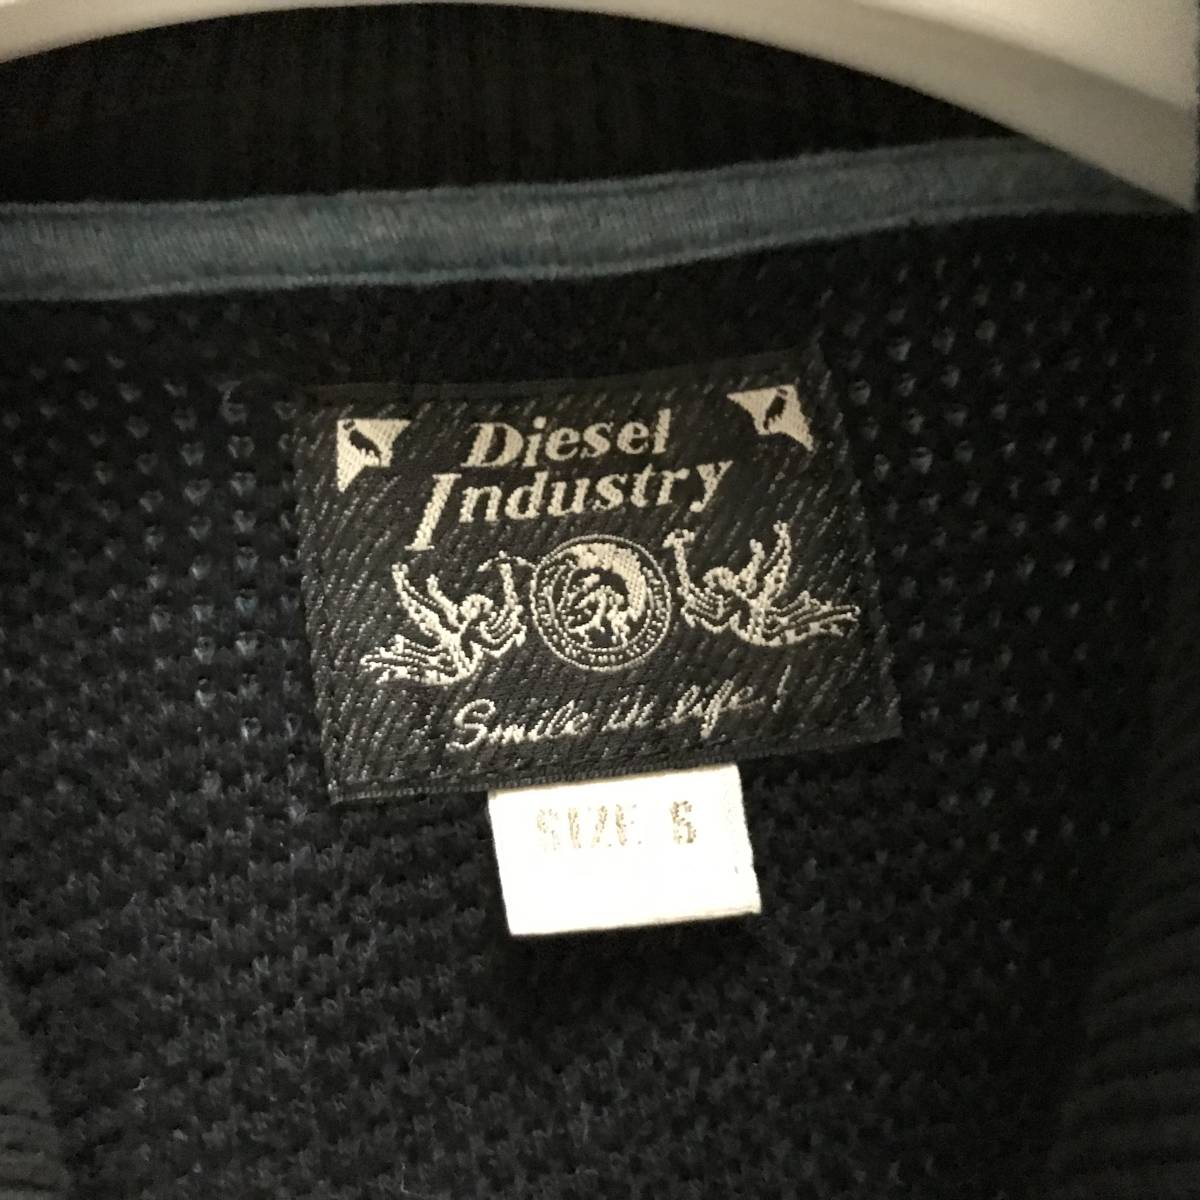 Diesel
Industry
Smile in life!
SIZE